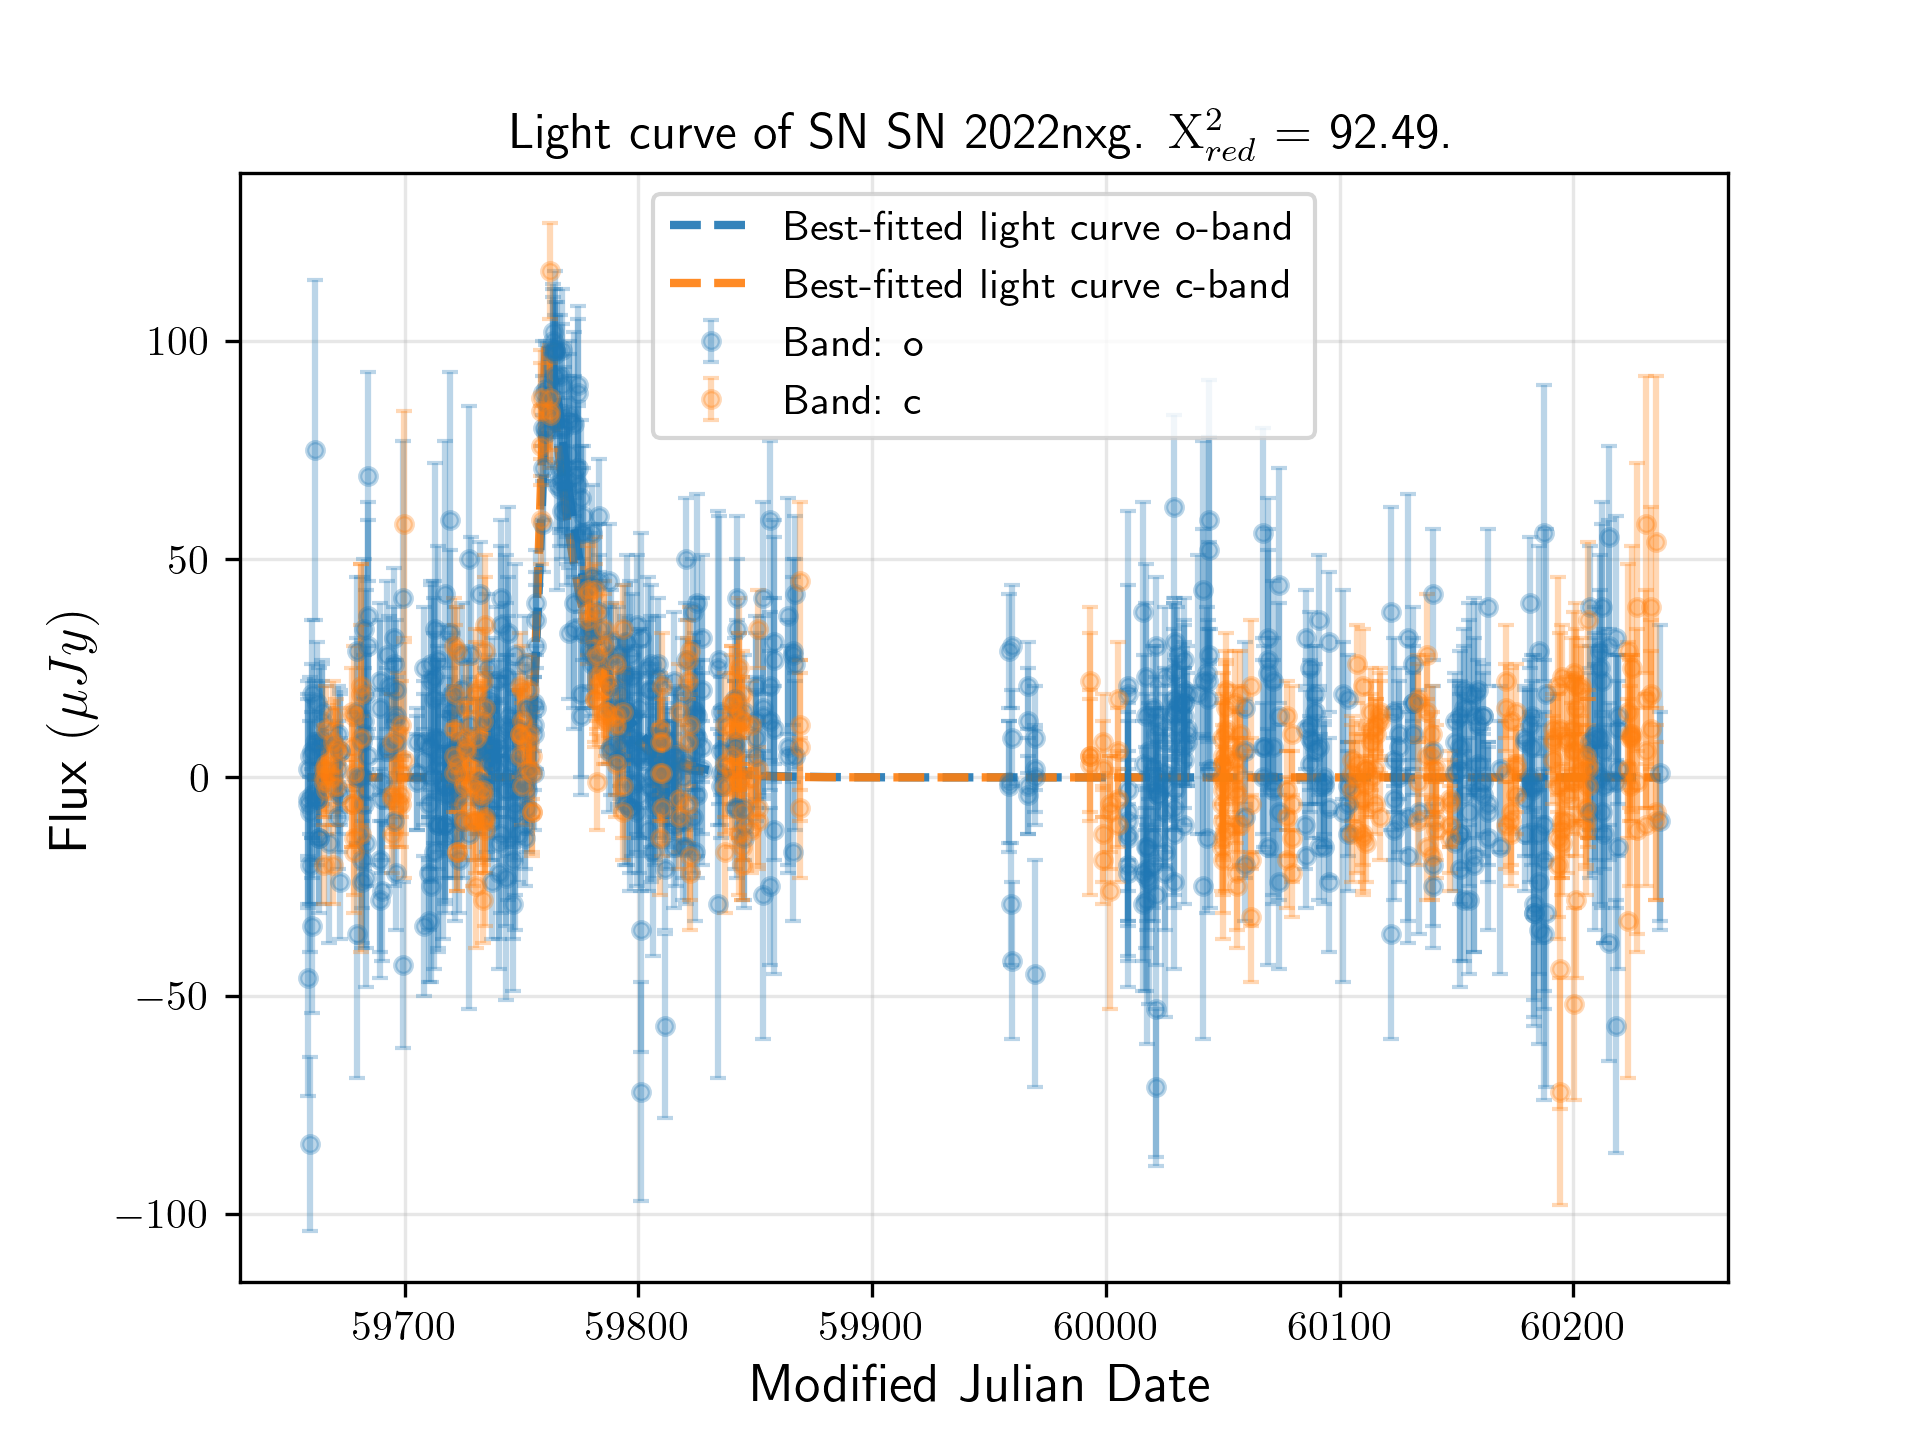 Light curve of SN SN 2022nxg. X²_red = 92.49.
Best-fitted light curve o-band
Best-fitted light curve c-band
Band: o
Band: c
Flux (μJy)
100
50
0
−50
−100
59700 59800 59900 60000 60100 60200
Modified Julian Date